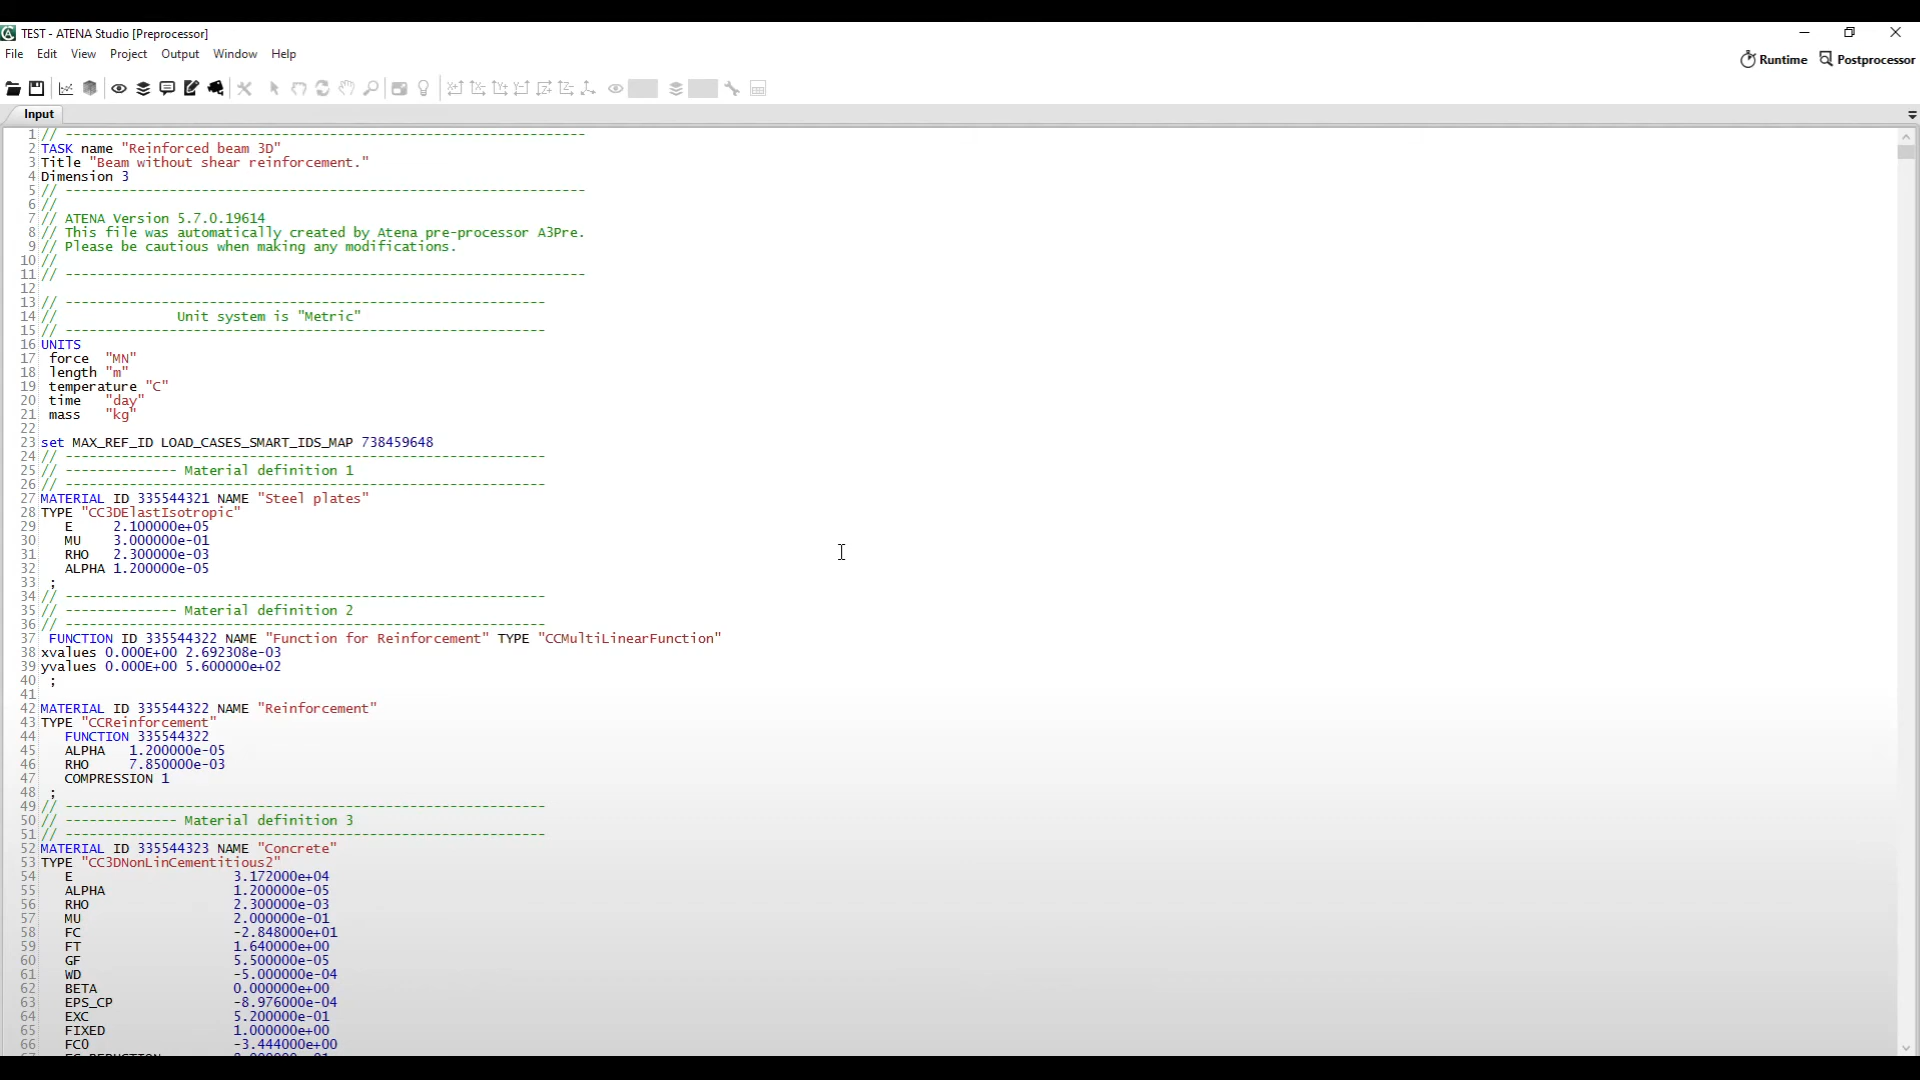 TEST - ATENA Studio [Preprocessor]
File Edit View Project Output Window Help
Runtime Postprocessor
Input
1 // -----------------------------------------------------------------
2 TASK name "Reinforced beam 3D"
3 Title "Beam without shear reinforcement."
4 Dimension 3
5 // -----------------------------------------------------------------
6 //
7 // ATENA Version 5.7.0.19614
8 // This file was automatically created by Atena pre-processor A3Pre.
9 // Please be cautious when making any modifications.
10 //
11 // -----------------------------------------------------------------
12
13 // ------------------------------------------------------------
14 // Unit system is "Metric"
15 // ------------------------------------------------------------
16 UNITS
17 force "MN"
18 length "m"
19 temperature "C"
20 time "day"
21 mass "kg"
22
23 set MAX_REF_ID LOAD_CASES_SMART_IDS_MAP 738459648
24 // ------------------------------------------------------------
25 // -------------- Material definition 1
26 // ------------------------------------------------------------
27 MATERIAL ID 335544321 NAME "Steel plates"
28 TYPE "CC3DElastIsotropic"
29 E 2.100000e+05
30 MU 3.000000e-01
31 RHO 2.300000e-03
32 ALPHA 1.200000e-05
33 ;
34 // ------------------------------------------------------------
35 // -------------- Material definition 2
36 // ------------------------------------------------------------
37 FUNCTION ID 335544322 NAME "Function for Reinforcement" TYPE "CCMultiLinearFunction"
38 xvalues 0.000E+00 2.692308e-03
39 yvalues 0.000E+00 5.600000e+02
40 ;
41
42 MATERIAL ID 335544322 NAME "Reinforcement"
43 TYPE "CCReinforcement"
44 FUNCTION 335544322
45 ALPHA 1.200000e-05
46 RHO 7.850000e-03
47 COMPRESSION 1
48 ;
49 // ------------------------------------------------------------
50 // -------------- Material definition 3
51 // ------------------------------------------------------------
52 MATERIAL ID 335544323 NAME "Concrete"
53 TYPE "CC3DNonLinCementitious2"
54 E 3.172000e+04
55 ALPHA 1.200000e-05
56 RHO 2.300000e-03
57 MU 2.000000e-01
58 FC -2.848000e+01
59 FT 1.640000e+00
60 GF 5.500000e-05
61 WD -5.000000e-04
62 BETA 0.000000e+00
63 EPS_CP -8.976000e-04
64 EXC 5.200000e-01
65 FIXED 1.000000e+00
66 FC0 -3.444000e+00